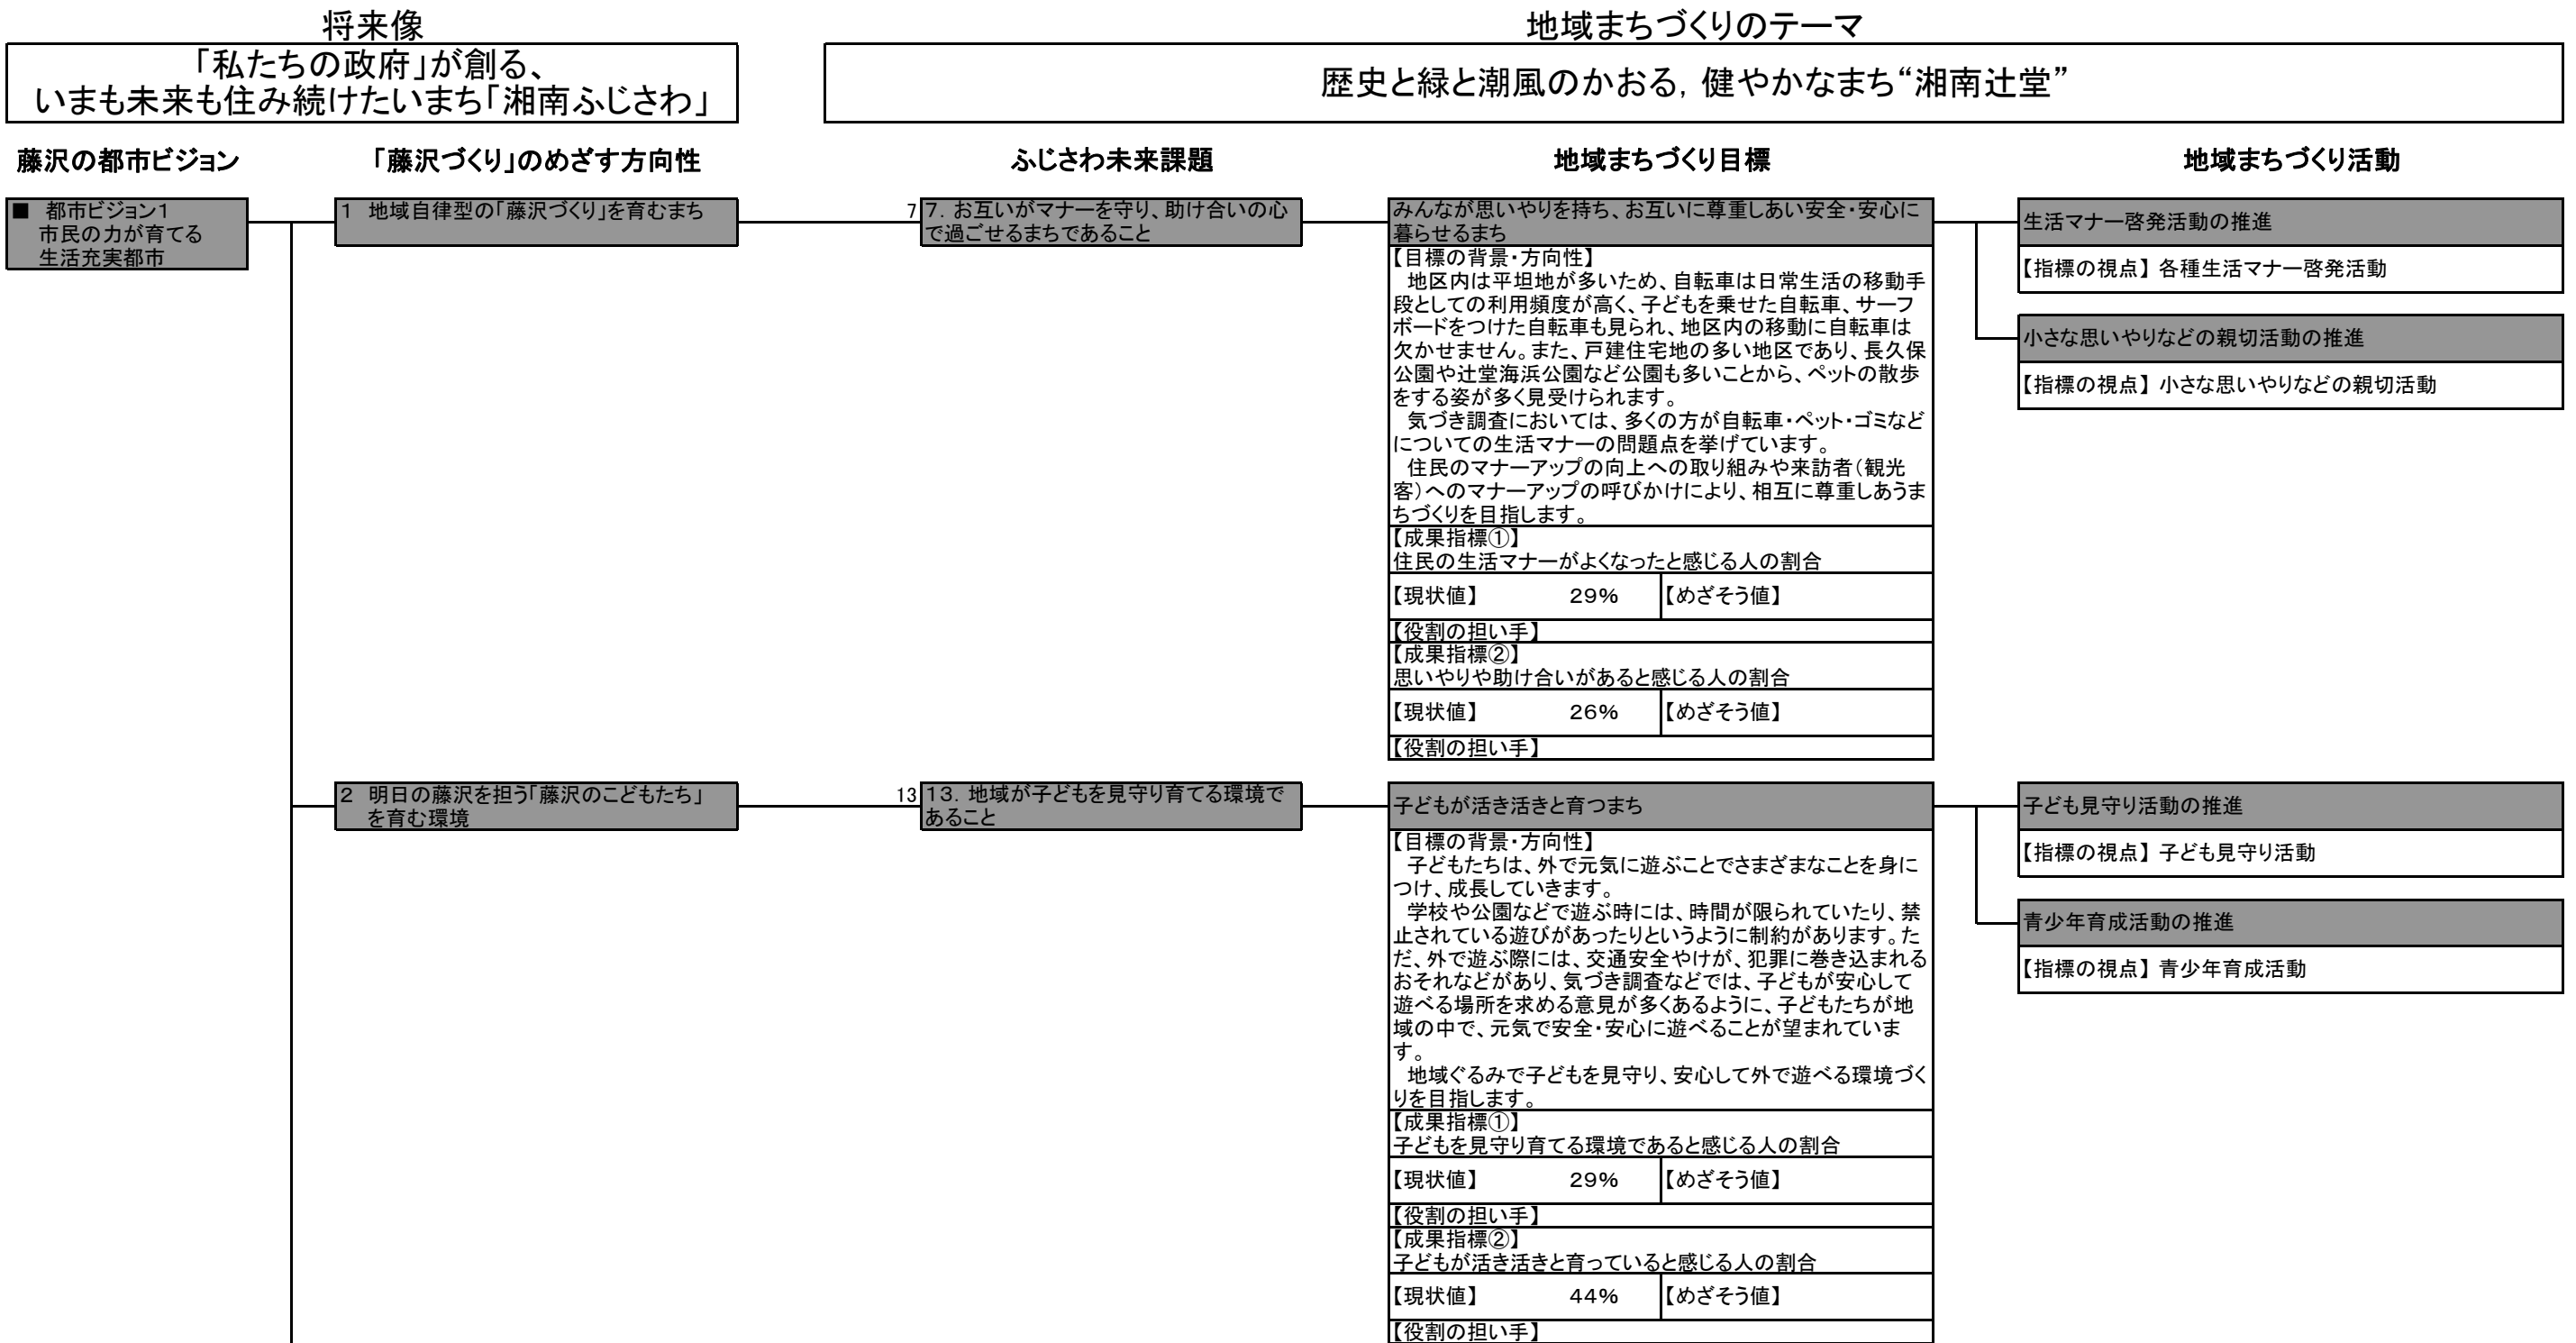 将来像
「私たちの政府」が創る、
いまも未来も住み続けたいまち「湘南ふじさわ」
地域まちづくりのテーマ
歴史と緑と潮風のかおる，健やかなまち“湘南辻堂”
藤沢の都市ビジョン
「藤沢づくり」のめざす方向性
ふじさわ未来課題
地域まちづくり目標
地域まちづくり活動
■ 都市ビジョン１
市民の力が育てる
生活充実都市
１ 地域自律型の「藤沢づくり」を育むまち
7
７．お互いがマナーを守り、助け合いの心
で過ごせるまちであること
みんなが思いやりを持ち、お互いに尊重しあい安全・安心に
暮らせるまち
【目標の背景・方向性】
地区内は平坦地が多いため、自転車は日常生活の移動手
段としての利用頻度が高く、子どもを乗せた自転車、サーフ
ボードをつけた自転車も見られ、地区内の移動に自転車は
欠かせません。また、戸建住宅地の多い地区であり、長久保
公園や辻堂海浜公園など公園も多いことから、ペットの散歩
をする姿が多く見受けられます。
気づき調査においては、多くの方が自転車・ペット・ゴミなど
についての生活マナーの問題点を挙げています。
住民のマナーアップの向上への取り組みや来訪者（観光
客）へのマナーアップの呼びかけにより、相互に尊重しあうま
ちづくりを目指します。
【成果指標①】
住民の生活マナーがよくなったと感じる人の割合
【現状値】 29% 【めざそう値】
【役割の担い手】
【成果指標②】
思いやりや助け合いがあると感じる人の割合
【現状値】 26% 【めざそう値】
【役割の担い手】
生活マナー啓発活動の推進
【指標の視点】 各種生活マナー啓発活動
小さな思いやりなどの親切活動の推進
【指標の視点】 小さな思いやりなどの親切活動
２ 明日の藤沢を担う「藤沢のこどもたち」
を育む環境
13
１３．地域が子どもを見守り育てる環境で
あること
子どもが活き活きと育つまち
【目標の背景・方向性】
子どもたちは、外で元気に遊ぶことでさまざまなことを身に
つけ、成長していきます。
学校や公園などで遊ぶ時には、時間が限られていたり、禁
止されている遊びがあったりというように制約があります。た
だ、外で遊ぶ際には、交通安全やけが、犯罪に巻き込まれる
おそれなどがあり、気づき調査などでは、子どもが安心して
遊べる場所を求める意見が多くあるように、子どもたちが地
域の中で、元気で安全・安心に遊べることが望まれていま
す。
地域ぐるみで子どもを見守り、安心して外で遊べる環境づく
りを目指します。
【成果指標①】
子どもを見守り育てる環境であると感じる人の割合
【現状値】 29% 【めざそう値】
【役割の担い手】
【成果指標②】
子どもが活き活きと育っていると感じる人の割合
【現状値】 44% 【めざそう値】
【役割の担い手】
子ども見守り活動の推進
【指標の視点】 子ども見守り活動
青少年育成活動の推進
【指標の視点】 青少年育成活動